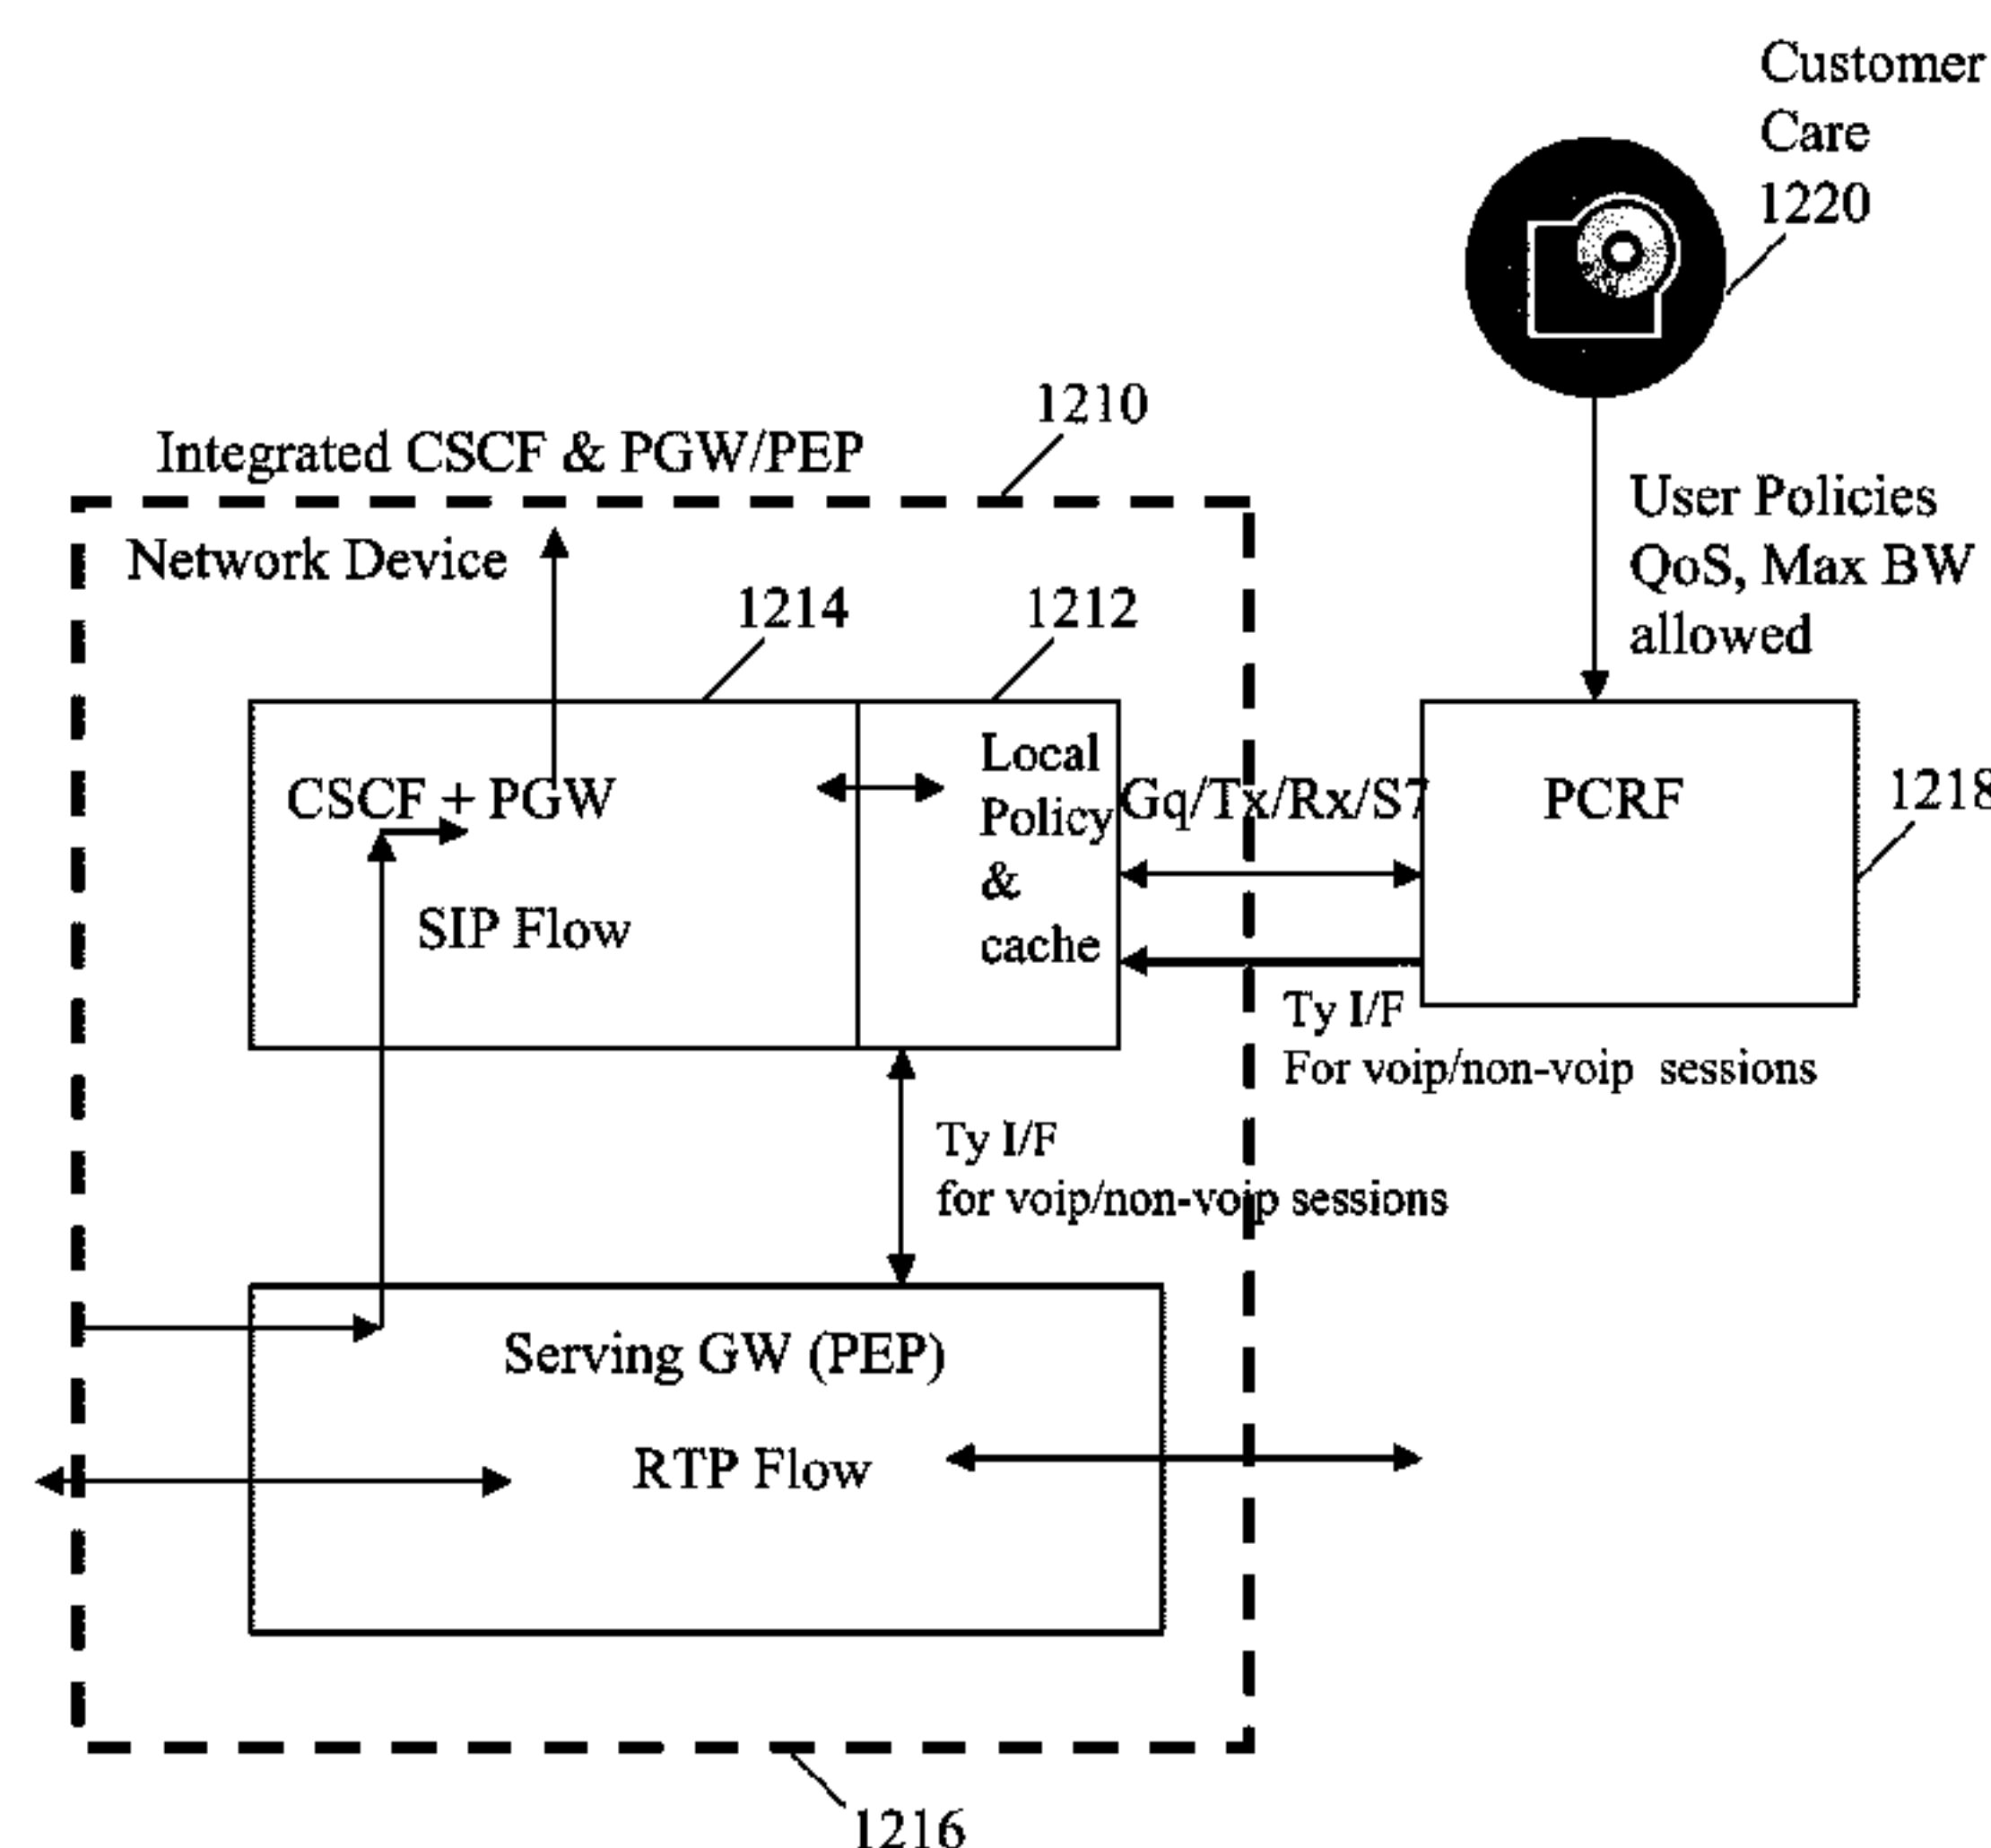 Customer
Care
1220
1210
Integrated CSCF & PGW/PEP
User Policies
QoS, Max BW
allowed
Network Device
1214
1212
Local
Policy
&
cache
CSCF + PGW
Gq/Tx/Rx/S7
PCRF
1218
SIP Flow
Ty I/F
For voip/non-voip sessions
Ty I/F
for voip/non-voip sessions
Serving GW (PEP)
RTP Flow
1216